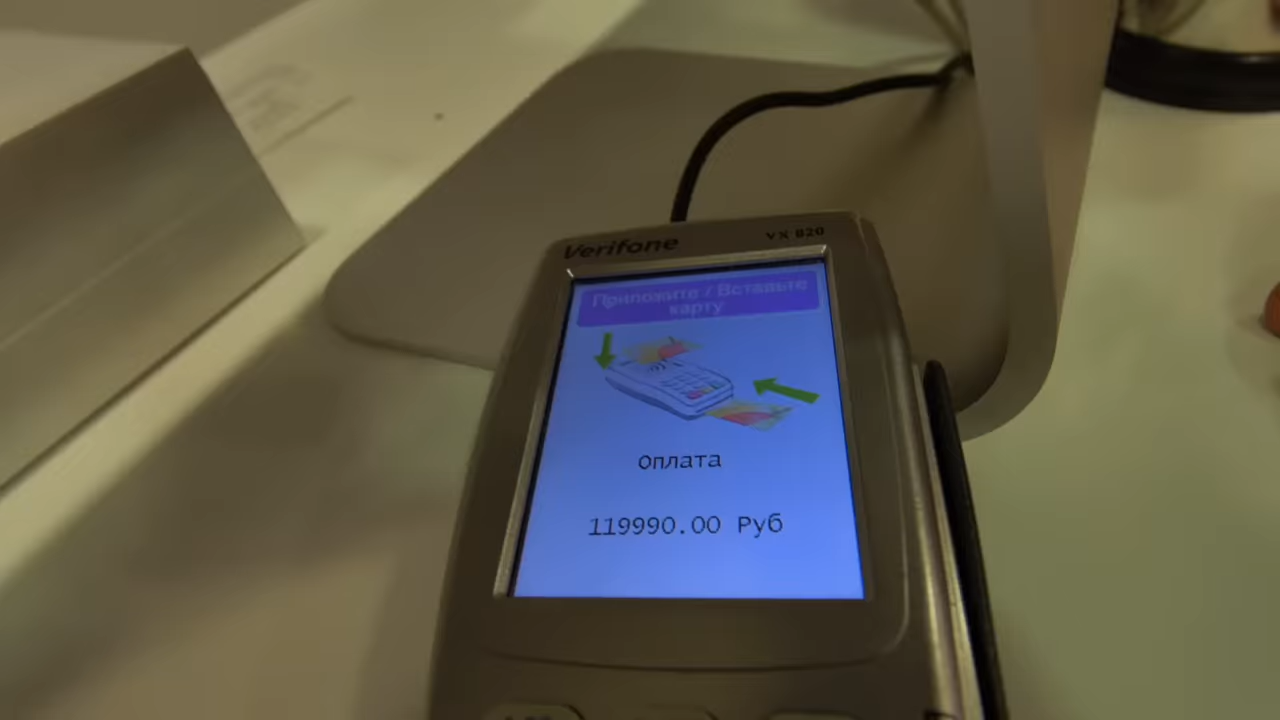 Verifone
VX 820
Приложите / Вставьте
карту
Оплата
119990.00 Руб